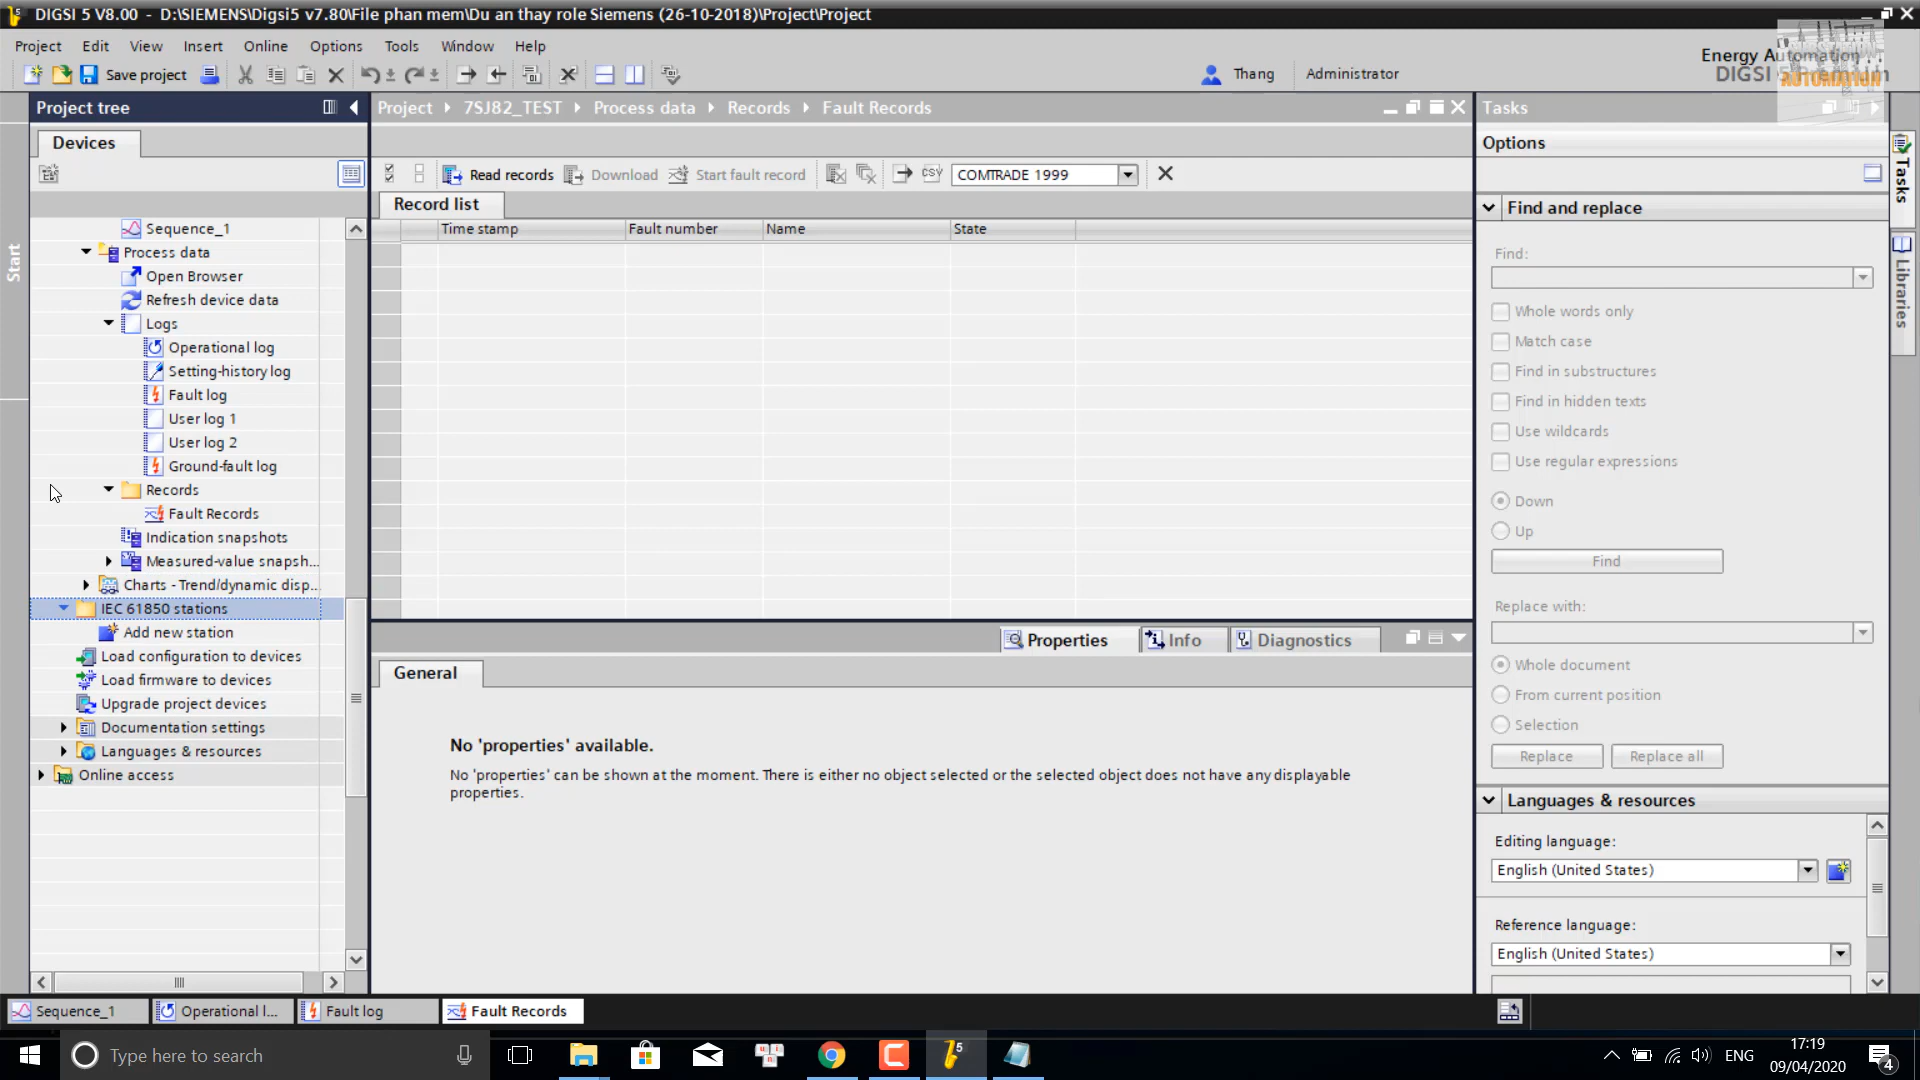 DIGSI 5 V8.00 - D:\SIEMENS\Digsi5 v7.80\File phan mem\Du an thay role Siemens (26-10-2018)\Project\Project
Project Edit View Insert Online Options Tools Window Help
Save project
Thang Administrator
Energy Automation
DIGSI 5 Premium
AUTOMATION
Project tree
Project 7SJ82_TEST Process data Records Fault Records
Tasks
Devices
Options
Read records Download Start fault record CSV COMTRADE 1999
Record list
Time stamp Fault number Name State
Sequence_1
Process data
Open Browser
Refresh device data
Logs
Operational log
Setting-history log
Fault log
User log 1
User log 2
Ground-fault log
Records
Fault Records
Indication snapshots
Measured-value snapsh...
Charts - Trend/dynamic disp...
IEC 61850 stations
Add new station
Load configuration to devices
Load firmware to devices
Upgrade project devices
Documentation settings
Languages & resources
Online access
Start
Properties Info Diagnostics
General
No 'properties' available.
No 'properties' can be shown at the moment. There is either no object selected or the selected object does not have any displayable
properties.
Find and replace
Find:
Whole words only
Match case
Find in substructures
Find in hidden texts
Use wildcards
Use regular expressions
Down
Up
Find
Replace with:
Whole document
From current position
Selection
Replace Replace all
Languages & resources
Editing language:
English (United States)
Reference language:
English (United States)
Tasks
Libraries
Sequence_1 Operational l... Fault log Fault Records
Type here to search
ENG
17:19
09/04/2020
4